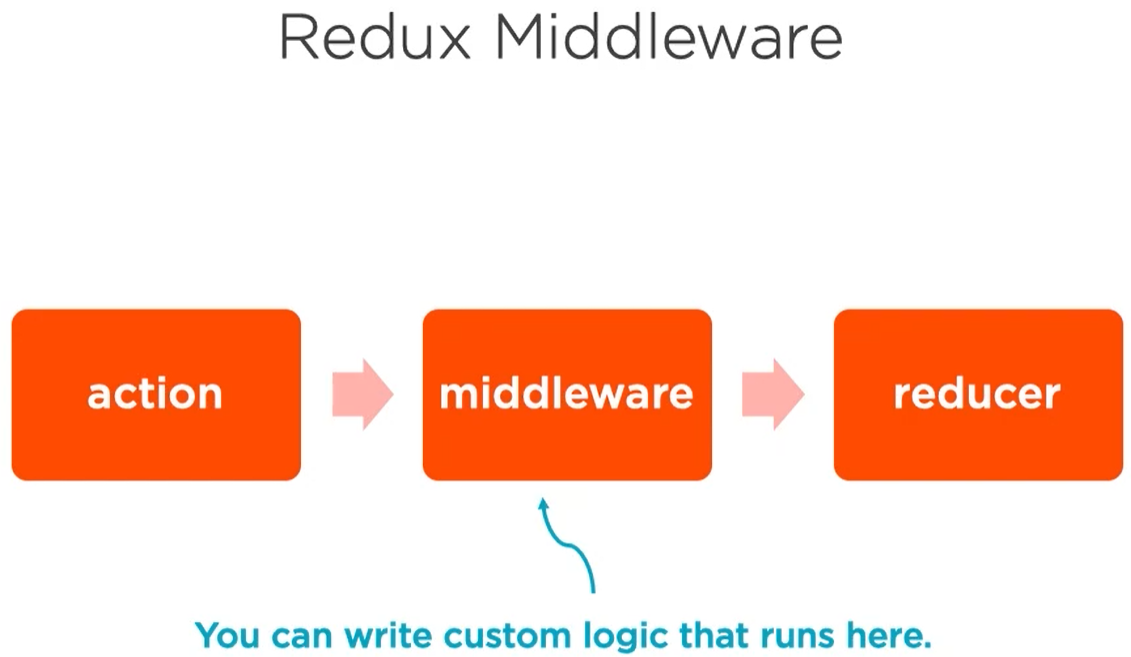 Redux Middleware
action
middleware
reducer
You can write custom logic that runs here.